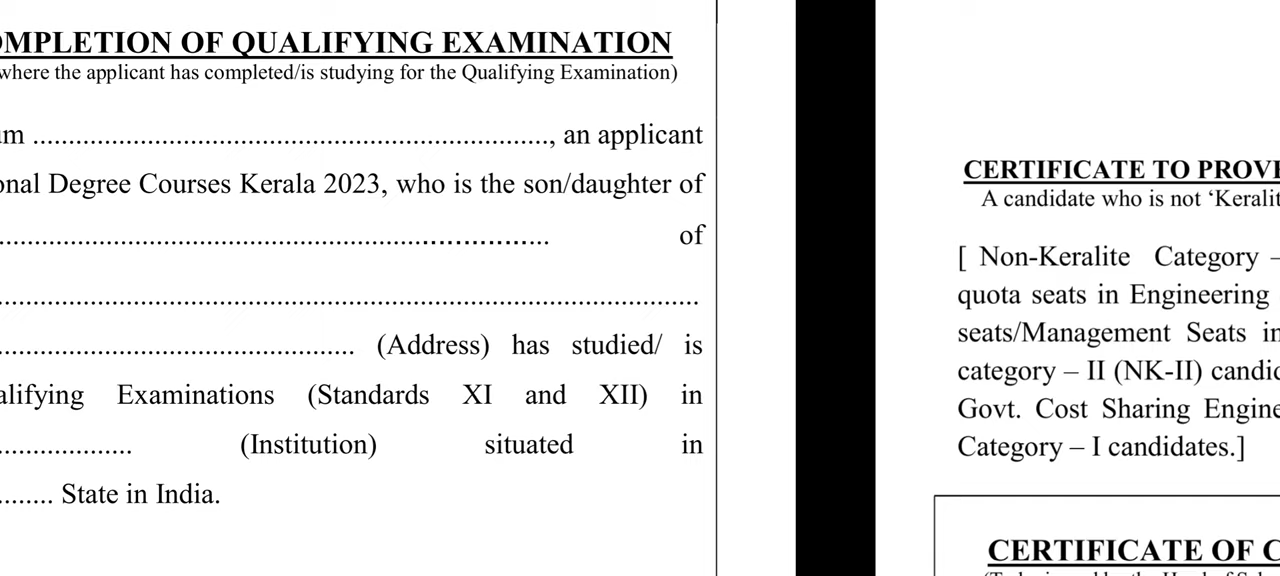 OMPLETION OF QUALIFYING EXAMINATION
where the applicant has completed/is studying for the Qualifying Examination)
um ........................................................................., an applicant
onal Degree Courses Kerala 2023, who is the son/daughter of
............................................................................. of
...................................................................................................
.................................................. (Address) has studied/ is
alifying Examinations (Standards XI and XII) in
................... (Institution) situated in
........ State in India.
CERTIFICATE TO PROVE
A candidate who is not ‘Keralit
[ Non-Keralite Category –
quota seats in Engineering
seats/Management Seats in
category – II (NK-II) candid
Govt. Cost Sharing Engine
Category – I candidates.]
CERTIFICATE OF C